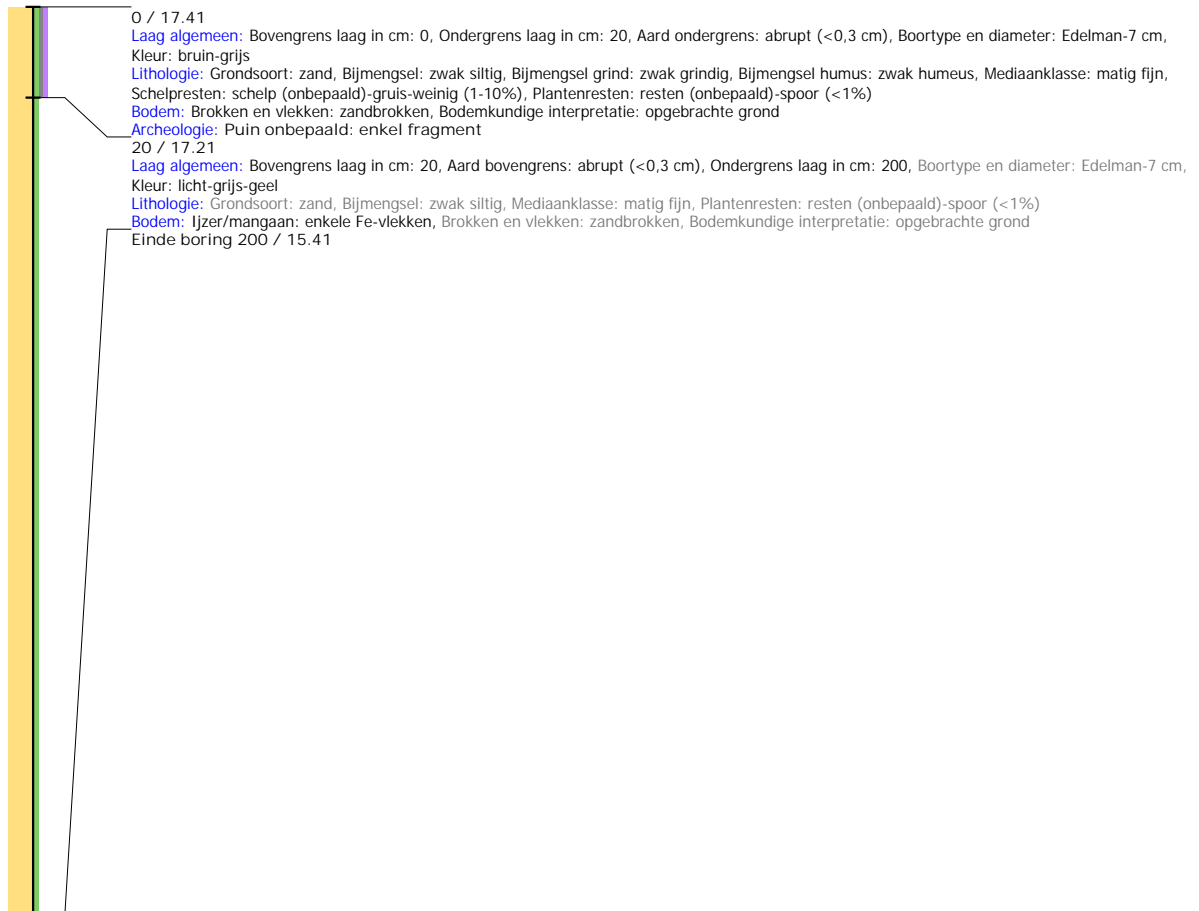 0 / 17.41
Laag algemeen: Bovengrens laag in cm: 0, Ondergrens laag in cm: 20, Aard ondergrens: abrupt (<0,3 cm), Boortype en diameter: Edelman-7 cm,
Kleur: bruin-grijs
Lithologie: Grondsoort: zand, Bijmengsel: zwak siltig, Bijmengsel grind: zwak grindig, Bijmengsel humus: zwak humeus, Mediaanklasse: matig fijn,
Schelpresten: schelp (onbepaald)-gruis-weinig (1-10%), Plantenresten: resten (onbepaald)-spoor (<1%)
Bodem: Brokken en vlekken: zandbrokken, Bodemkundige interpretatie: opgebrachte grond
Archeologie: Puin onbepaald: enkel fragment
20 / 17.21
Laag algemeen: Bovengrens laag in cm: 20, Aard bovengrens: abrupt (<0,3 cm), Ondergrens laag in cm: 200, Boortype en diameter: Edelman-7 cm,
Kleur: licht-grijs-geel
Lithologie: Grondsoort: zand, Bijmengsel: zwak siltig, Mediaanklasse: matig fijn, Plantenresten: resten (onbepaald)-spoor (<1%)
Bodem: Ijzer/mangaan: enkele Fe-vlekken, Brokken en vlekken: zandbrokken, Bodemkundige interpretatie: opgebrachte grond
Einde boring 200 / 15.41